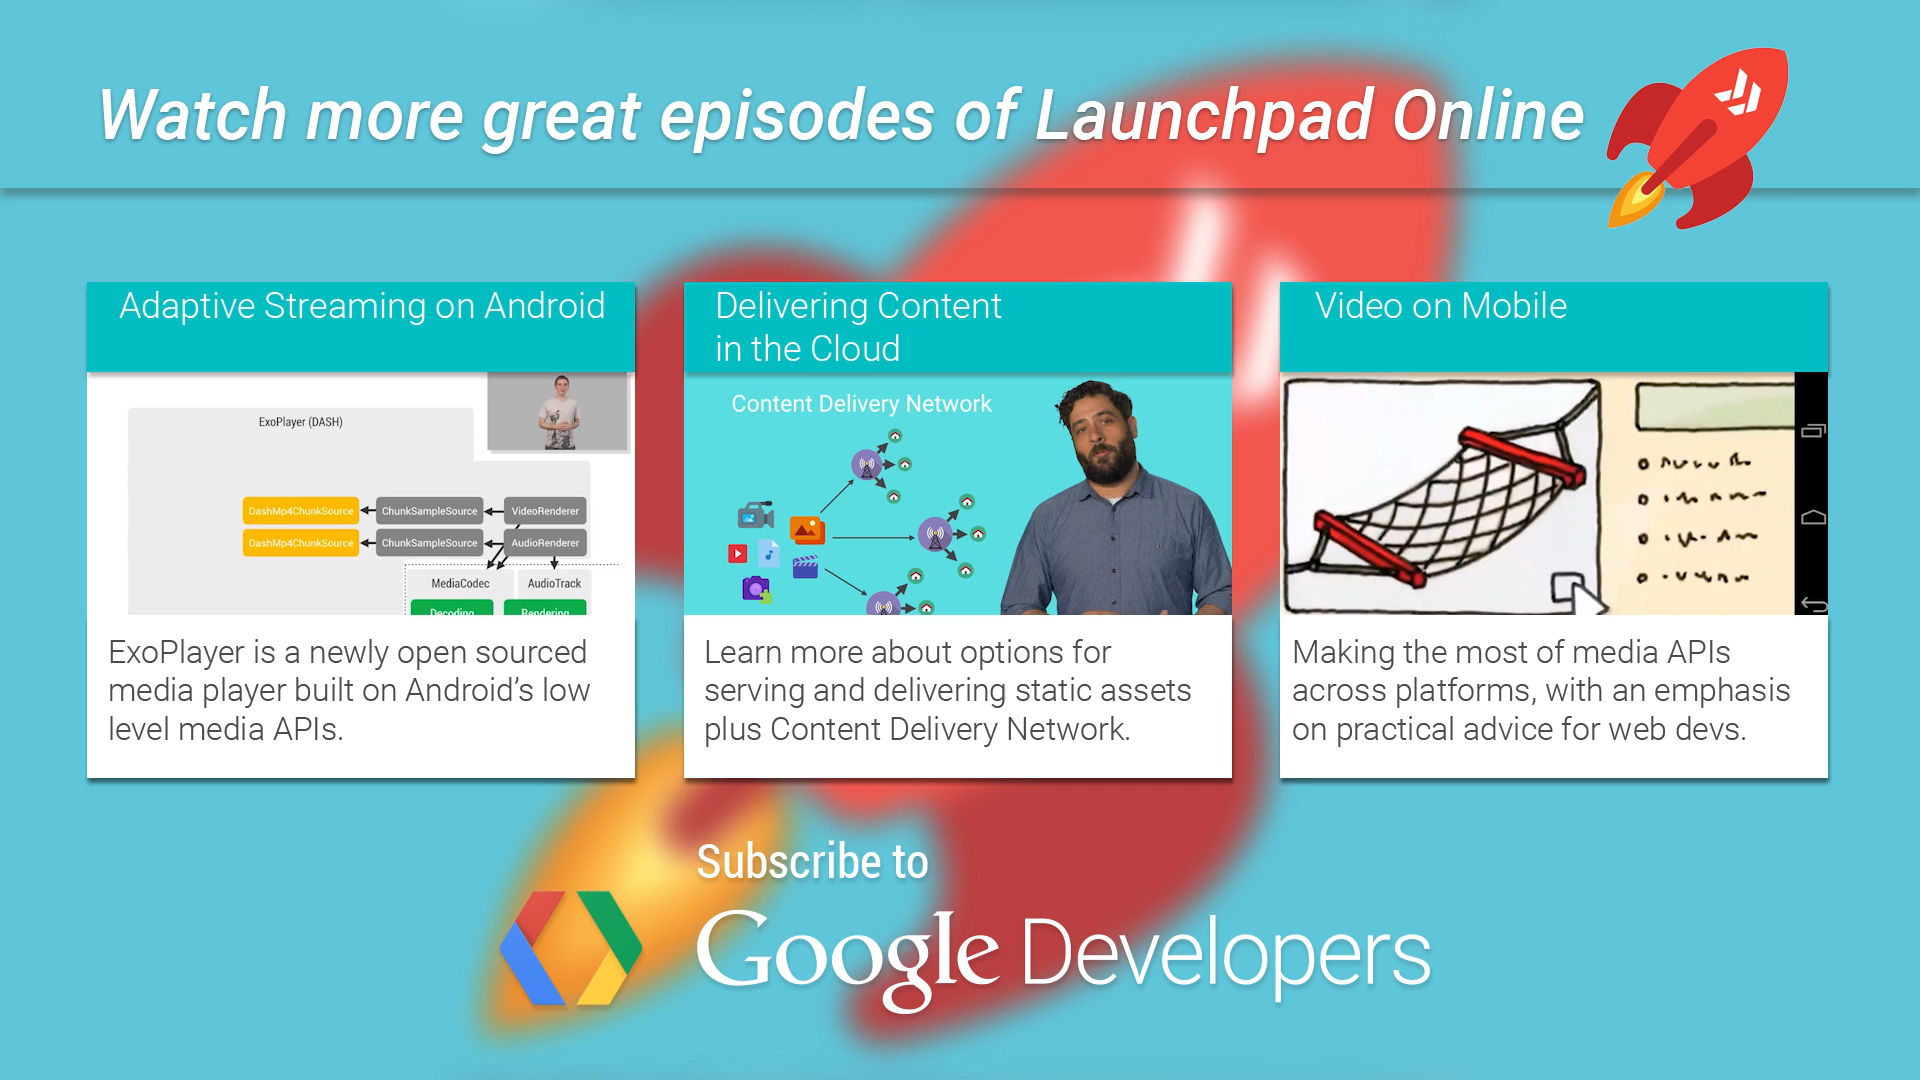 Watch more great episodes of Launchpad Online
Adaptive Streaming on Android
ExoPlayer (DASH)
DashMp4ChunkSource ChunkSampleSource VideoRenderer
DashMp4ChunkSource ChunkSampleSource AudioRenderer
MediaCodec AudioTrack
Decoding Rendering
ExoPlayer is a newly open sourced
media player built on Android’s low
level media APIs.
Delivering Content
in the Cloud
Content Delivery Network
Learn more about options for
serving and delivering static assets
plus Content Delivery Network.
Video on Mobile
Making the most of media APIs
across platforms, with an emphasis
on practical advice for web devs.
Subscribe to
Google Developers